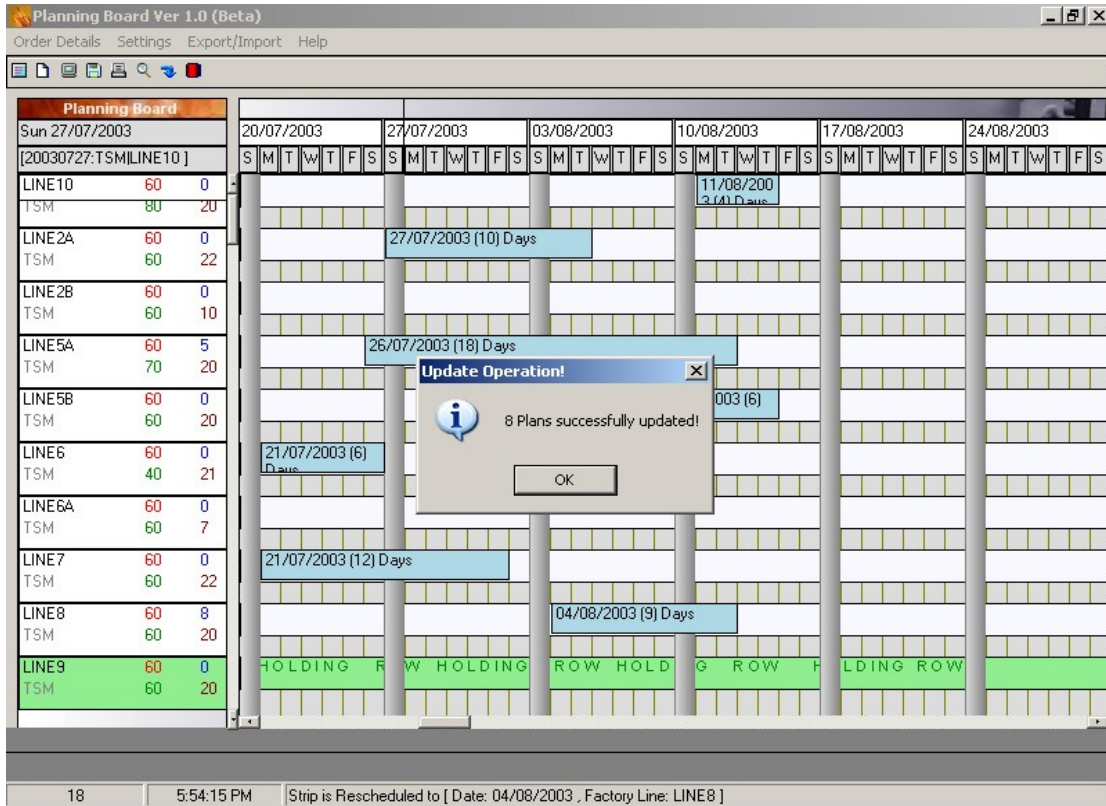 Planning Board Ver 1.0 (Beta)
Order Details Settings Export/Import Help
Planning Board
Sun 27/07/2003 20/07/2003 27/07/2003 03/08/2003 10/08/2003 17/08/2003 24/08/2003
[20030727:TSM|LINE10 ] S M T W T F S S M T W T F S S M T W T F S S M T W T F S S M T W T F S S M T W T F S
LINE10 60 0 11/08/200
TSM 80 20 3 (4) Days
LINE2A 60 0 27/07/2003 (10) Days
TSM 60 22
LINE2B 60 0
TSM 60 10
LINE5A 60 5 26/07/2003 (18) Days
TSM 70 20
Update Operation!
8 Plans successfully updated!
OK
LINE5B 60 0 003 (6)
TSM 60 20
LINE6 60 0 21/07/2003 (6)
TSM 40 21 Days
LINE6A 60 0
TSM 60 7
LINE7 60 0 21/07/2003 (12) Days
TSM 60 22
LINE8 60 8 04/08/2003 (9) Days
TSM 60 20
LINE9 60 0 HOLDING R W HOLDING ROW HOLD G ROW H LDING ROW
TSM 60 20
18 5:54:15 PM Strip is Rescheduled to [ Date: 04/08/2003 , Factory Line: LINE8 ]